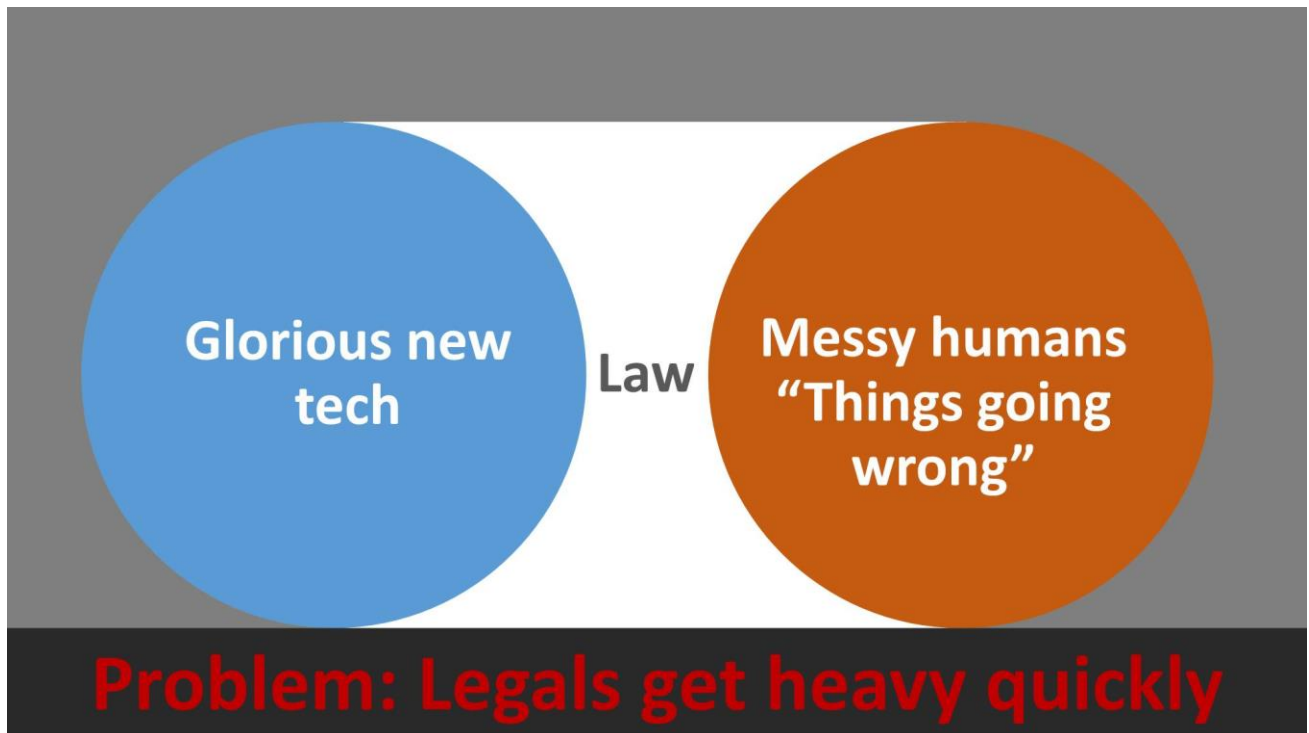 Glorious new
tech
Law
Messy humans
“Things going
wrong”
Problem: Legals get heavy quickly